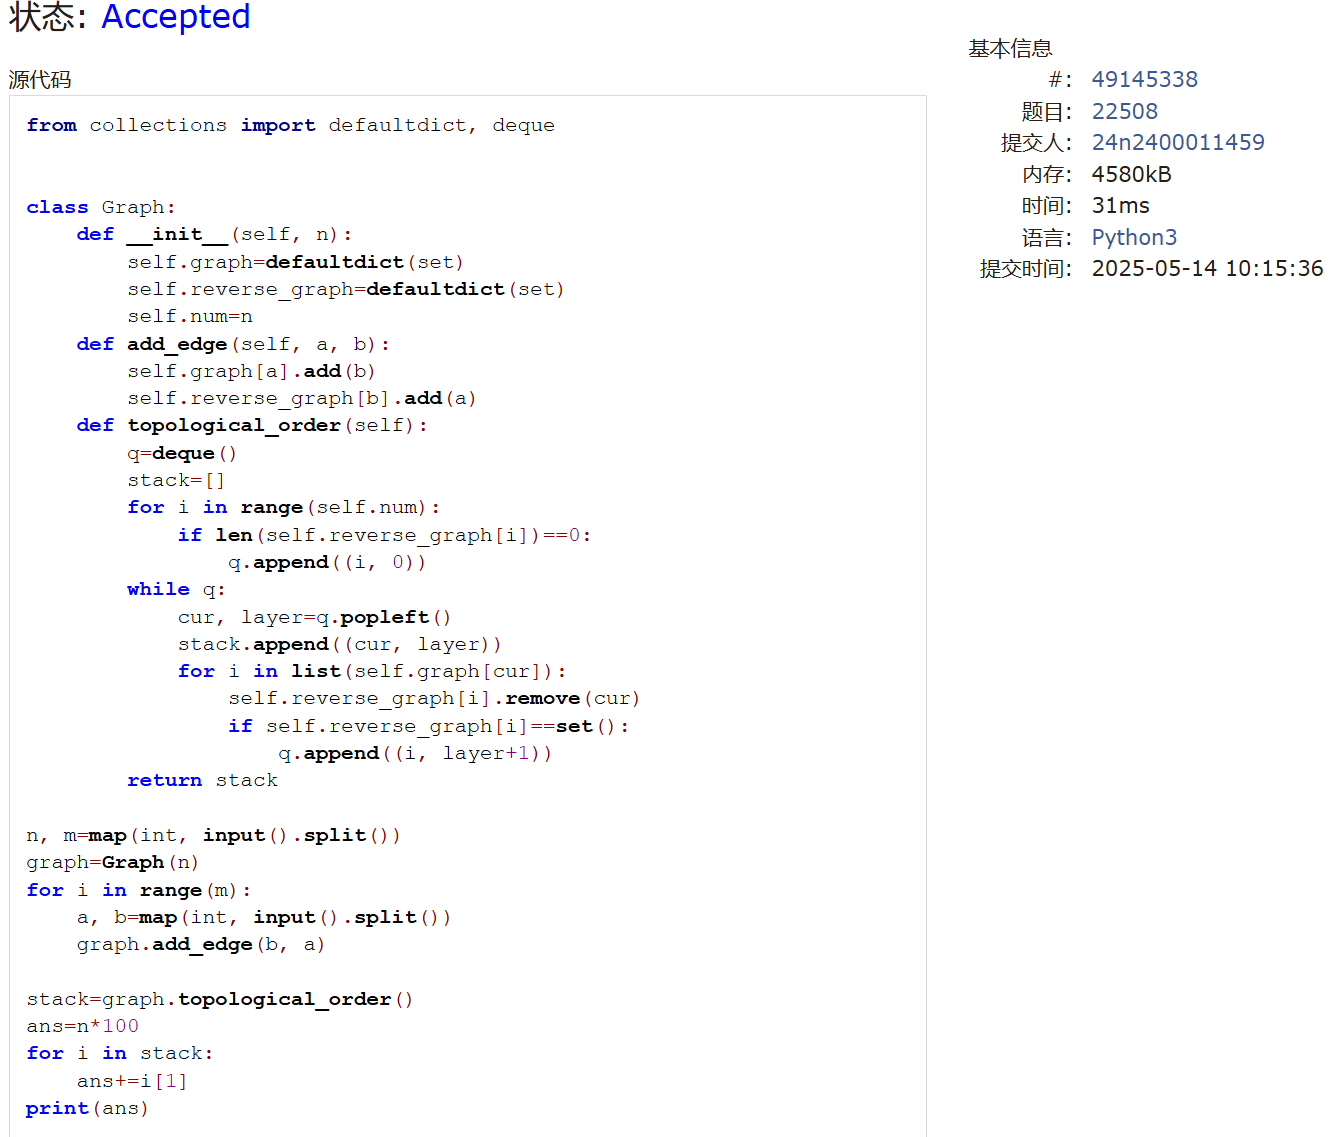 状态: Accepted
源代码
from collections import defaultdict, deque
class Graph:
    def __init__(self, n):
        self.graph=defaultdict(set)
        self.reverse_graph=defaultdict(set)
        self.num=n
    def add_edge(self, a, b):
        self.graph[a].add(b)
        self.reverse_graph[b].add(a)
    def topological_order(self):
        q=deque()
        stack=[]
        for i in range(self.num):
            if len(self.reverse_graph[i])==0:
                q.append((i, 0))
        while q:
            cur, layer=q.popleft()
            stack.append((cur, layer))
            for i in list(self.graph[cur]):
                self.reverse_graph[i].remove(cur)
                if self.reverse_graph[i]==set():
                    q.append((i, layer+1))
        return stack
n, m=map(int, input().split())
graph=Graph(n)
for i in range(m):
    a, b=map(int, input().split())
    graph.add_edge(b, a)
stack=graph.topological_order()
ans=n*100
for i in stack:
    ans+=i[1]
print(ans)
基本信息
#: 49145338
题目: 22508
提交人: 24n2400011459
内存: 4580kB
时间: 31ms
语言: Python3
提交时间: 2025-05-14 10:15:36